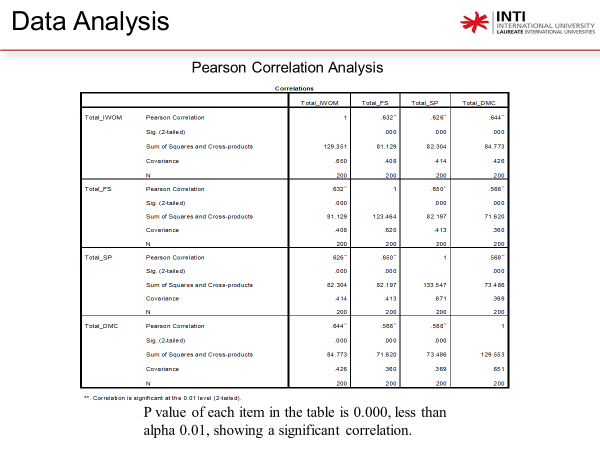 Data Analysis
INTI
INTERNATIONAL UNIVERSITY
LAUREATE INTERNATIONAL UNIVERSITIES
Pearson Correlation Analysis
Correlations
Total_IWOM Total_FS Total_SP Total_DMC
Total_IWOM Pearson Correlation 1 .632** .626** .644**
Sig. (2-tailed) .000 .000 .000
Sum of Squares and Cross-products 129.351 81.129 82.304 84.773
Covariance .650 .408 .414 .426
N 200 200 200 200
Total_FS Pearson Correlation .632** 1 .650** .566**
Sig. (2-tailed) .000 .000 .000
Sum of Squares and Cross-products 81.129 123.464 82.197 71.620
Covariance .408 .620 .413 .360
N 200 200 200 200
Total_SP Pearson Correlation .626** .650** 1 .568**
Sig. (2-tailed) .000 .000 .000
Sum of Squares and Cross-products 82.304 82.197 133.547 73.486
Covariance .414 .413 .671 .369
N 200 200 200 200
Total_DMC Pearson Correlation .644** .566** .568** 1
Sig. (2-tailed) .000 .000 .000
Sum of Squares and Cross-products 84.773 71.620 73.486 129.553
Covariance .426 .360 .369 .651
N 200 200 200 200
**. Correlation is significant at the 0.01 level (2-tailed).
P value of each item in the table is 0.000, less than
alpha 0.01, showing a significant correlation.